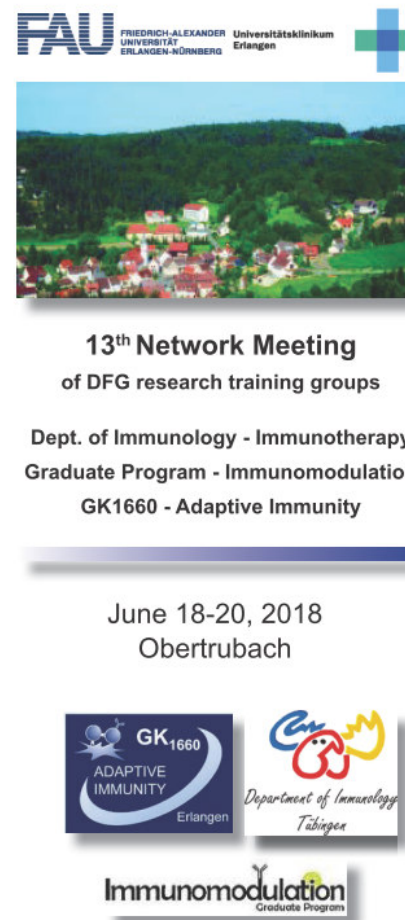 FAU FRIEDRICH-ALEXANDER
UNIVERSITÄT
ERLANGEN-NÜRNBERG
Universitätsklinikum
Erlangen
13th Network Meeting
of DFG research training groups
Dept. of Immunology - Immunotherapy
Graduate Program - Immunomodulatio
GK1660 - Adaptive Immunity
June 18-20, 2018
Obertrubach
GK1660
ADAPTIVE
IMMUNITY
Erlangen
Department of Immunology
Tübingen
Immunomodulation
Graduate Program